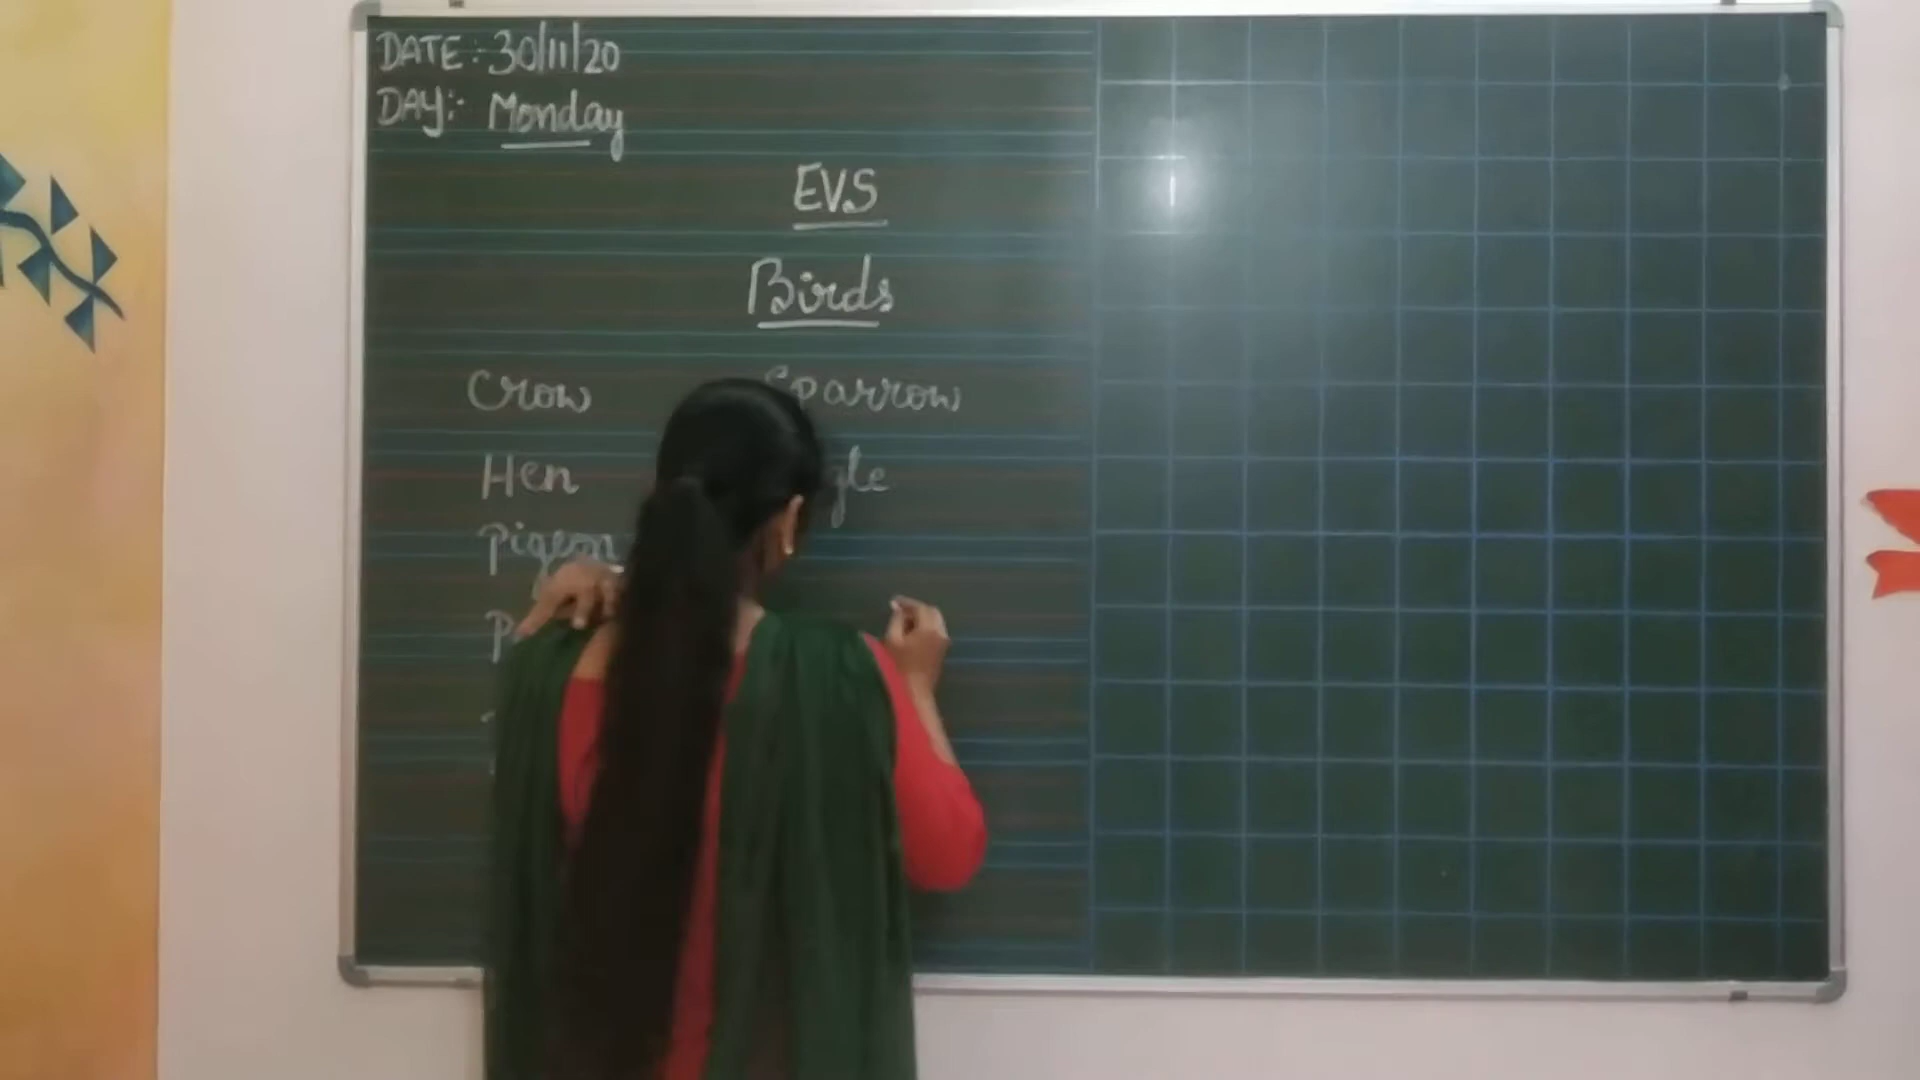 DATE:- 30/11/20
DAY:- Monday
EVS
Birds
Crow Sparrow
Hen
Pigeon